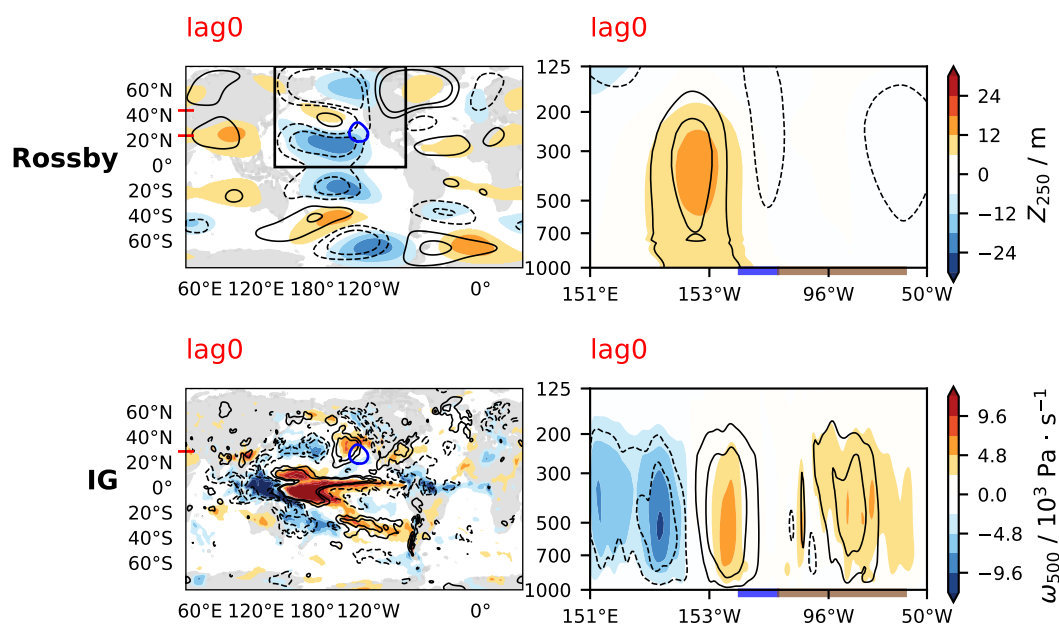 lag0
lag0
60°N
40°N
20°N
0°
20°S
40°S
60°S
Rossby
60°E 120°E 180° 120°W 0°
125
200
300
500
700
1000
151°E 153°W 96°W 50°W
24
12
0
−12
−24
Z250 / m
lag0
lag0
60°N
40°N
20°N
0°
20°S
40°S
60°S
IG
60°E 120°E 180° 120°W 0°
125
200
300
500
700
1000
151°E 153°W 96°W 50°W
9.6
4.8
0.0
−4.8
−9.6
ω500 / 10³ Pa · s⁻¹